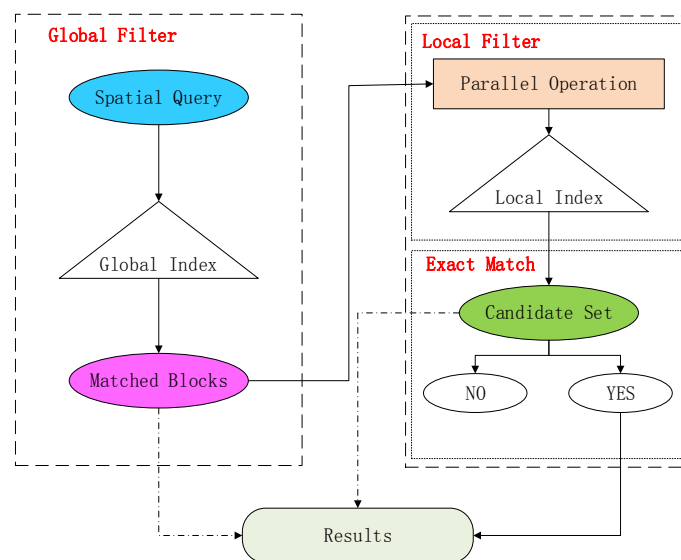 Global Filter
Spatial Query
Global Index
Matched Blocks
Local Filter
Parallel Operation
Local Index
Exact Match
Candidate Set
NO
YES
Results